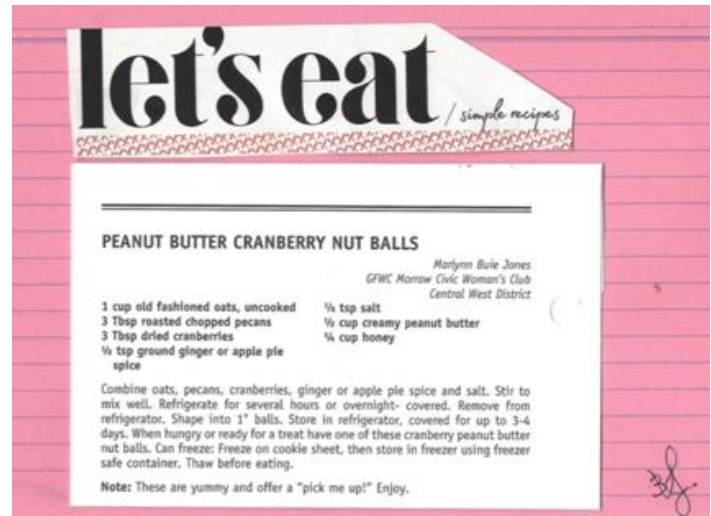 let's eat / simple recipes
PEANUT BUTTER CRANBERRY NUT BALLS
Marlynn Buie Jones
GFWC Morrow Civic Woman's Club
Central West District
1 cup old fashioned oats, uncooked
3 Tbsp roasted chopped pecans
3 Tbsp dried cranberries
½ tsp ground ginger or apple pie
spice
tsp salt
½ cup creamy peanut butter
¼ cup honey
Combine oats, pecans, cranberries, ginger or apple pie spice and salt. Stir to
mix well. Refrigerate for several hours or overnight- covered. Remove from
refrigerator. Shape into 1" balls. Store in refrigerator, covered for up to 3-4
days. When hungry or ready for a treat have one of these cranberry peanut butter
nut balls. Can freeze: Freeze on cookie sheet, then store in freezer using freezer
safe container. Thaw before eating.
Note: These are yummy and offer a "pick me up!" Enjoy.